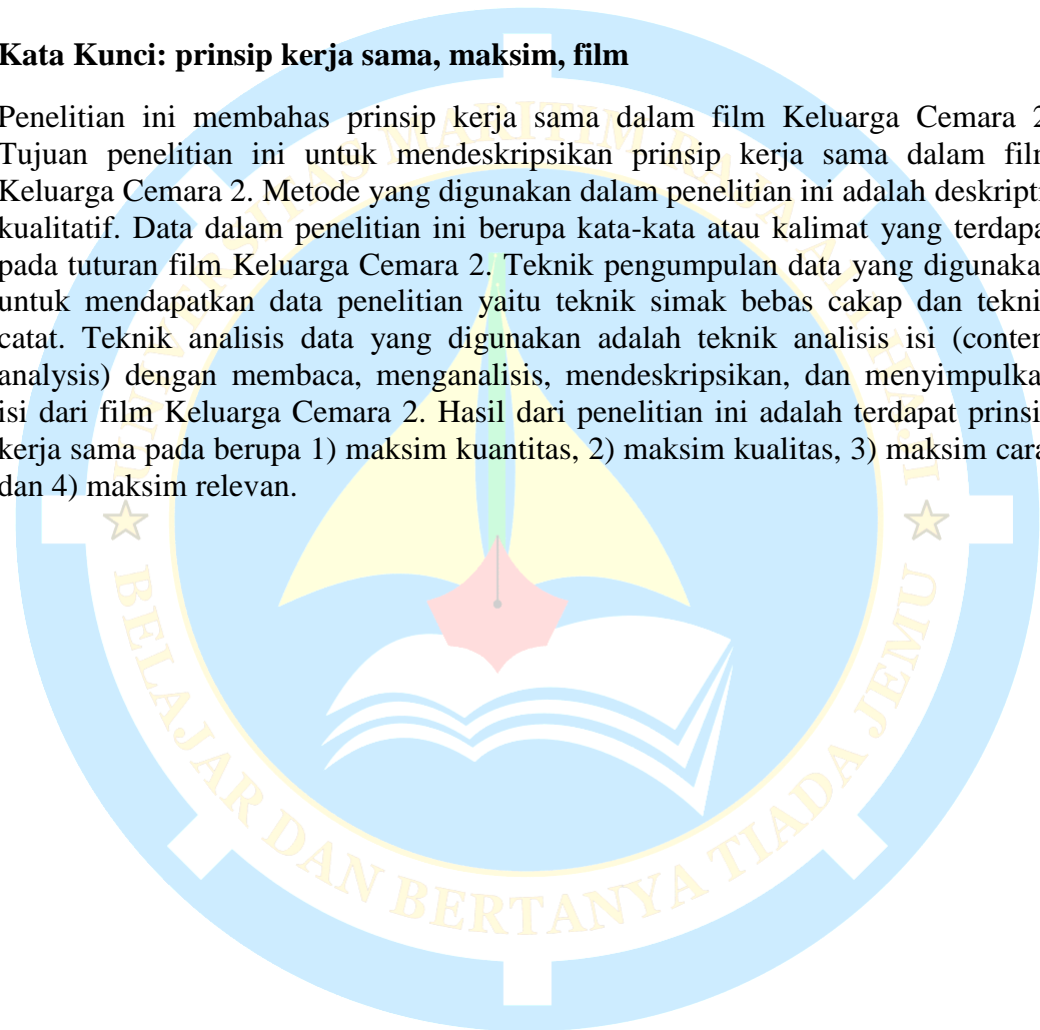 Kata Kunci: prinsip kerja sama, maksim, film
Penelitian ini membahas prinsip kerja sama dalam film Keluarga Cemara 2
Tujuan penelitian ini untuk mendeskripsikan prinsip kerja sama dalam film
Keluarga Cemara 2. Metode yang digunakan dalam penelitian ini adalah deskripti
kualitatif. Data dalam penelitian ini berupa kata-kata atau kalimat yang terdapa
pada tuturan film Keluarga Cemara 2. Teknik pengumpulan data yang digunaka
untuk mendapatkan data penelitian yaitu teknik simak bebas cakap dan tekni
catat. Teknik analisis data yang digunakan adalah teknik analisis isi (conten
analysis) dengan membaca, menganalisis, mendeskripsikan, dan menyimpulka
isi dari film Keluarga Cemara 2. Hasil dari penelitian ini adalah terdapat prinsi
kerja sama pada berupa 1) maksim kuantitas, 2) maksim kualitas, 3) maksim cara
dan 4) maksim relevan.
UNIVERSITAS MARITIM RAJA ALI HAJI
BELAJAR DAN BERTANYA TIADA JEMU